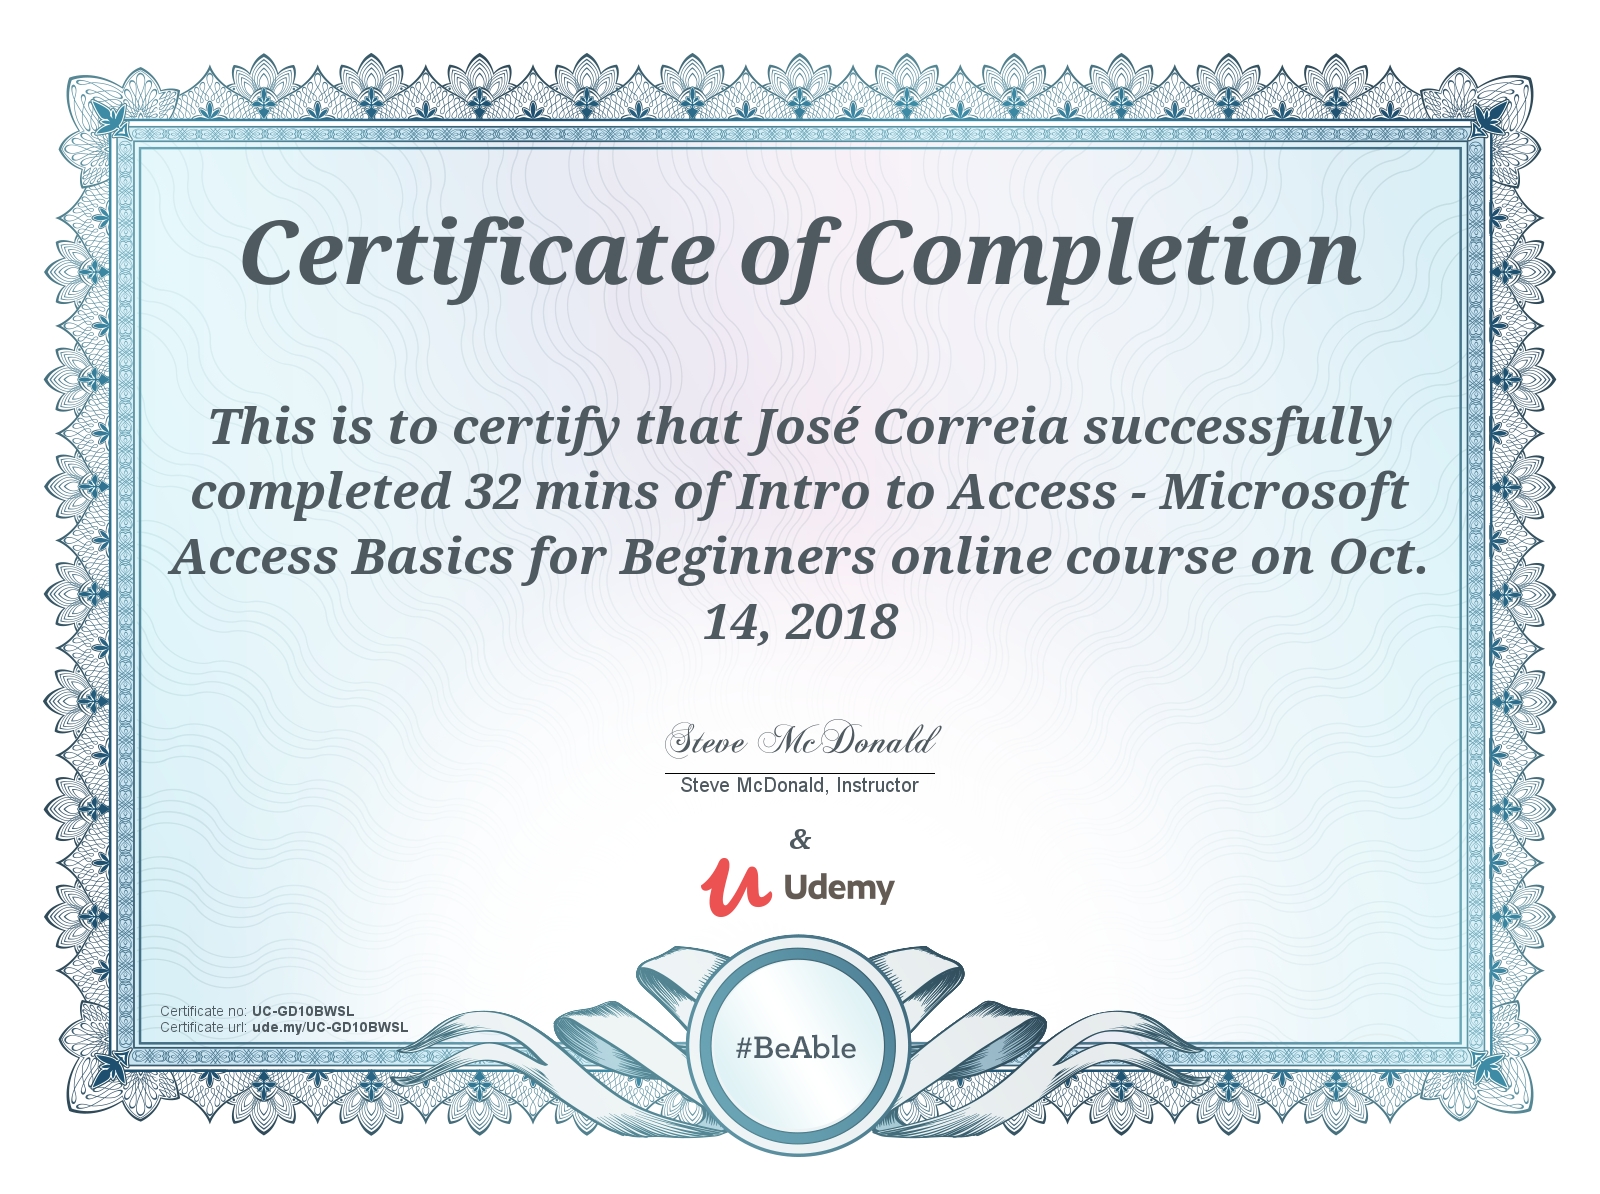 Certificate of Completion
This is to certify that José Correia successfully
completed 32 mins of Intro to Access - Microsoft
Access Basics for Beginners online course on Oct.
14, 2018
Steve McDonald
Steve McDonald, Instructor
&
Udemy
Certificate no: UC-GD10BWSL
Certificate url: ude.my/UC-GD10BWSL
#BeAble